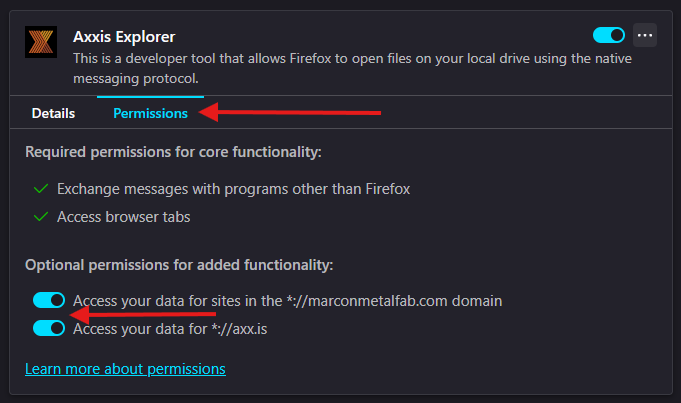 Axxis Explorer
This is a developer tool that allows Firefox to open files on your local drive using the native
messaging protocol.
Details
Permissions
Required permissions for core functionality:
Exchange messages with programs other than Firefox
Access browser tabs
Optional permissions for added functionality:
Access your data for sites in the *://marconmetalfab.com domain
Access your data for *://axx.is
Learn more about permissions